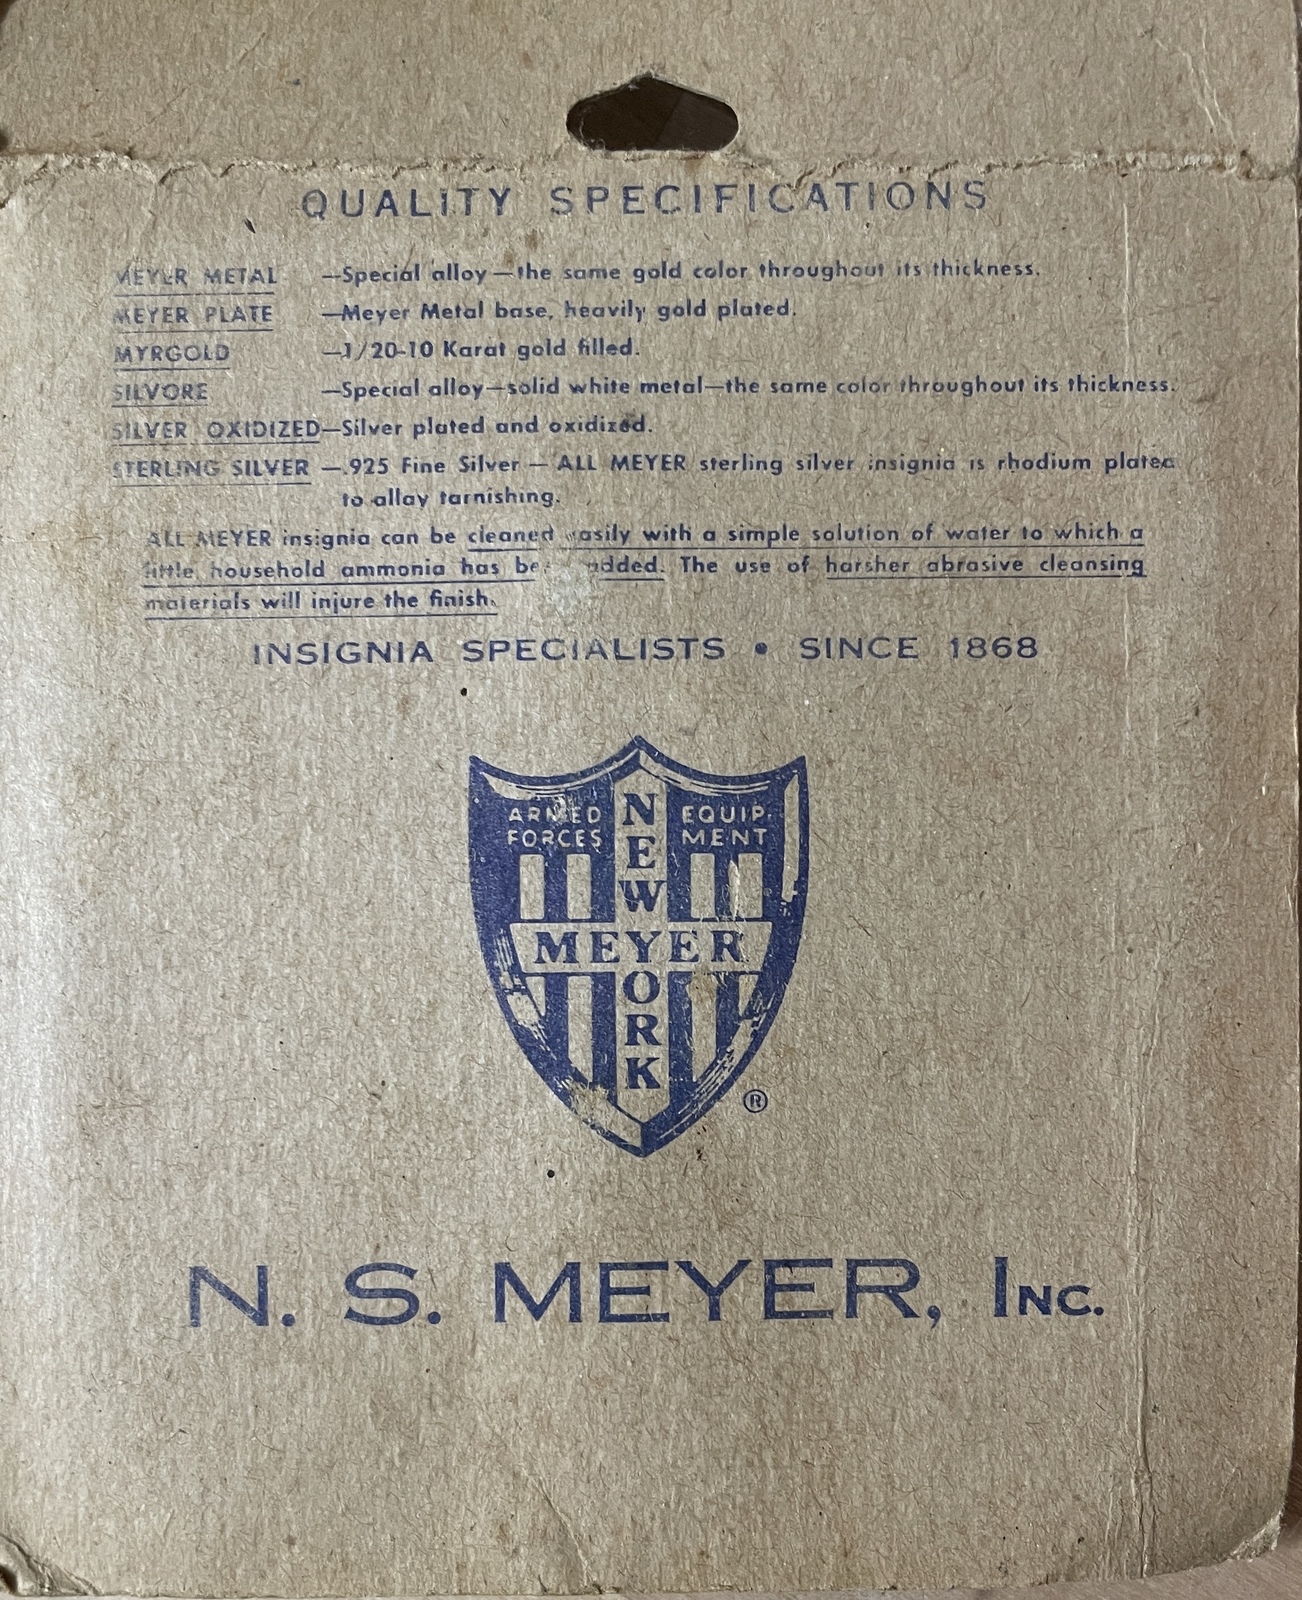 QUALITY SPECIFICATIONS
MEYER METAL —Special alloy—the same gold color throughout its thickness.
MEYER PLATE —Meyer Metal base, heavily gold plated.
MYRGOLD —1/20-10 Karat gold filled.
SILVORE —Special alloy—solid white metal—the same color throughout its thickness.
SILVER OXIDIZED—Silver plated and oxidized.
STERLING SILVER —.925 Fine Silver — ALL MEYER sterling silver insignia is rhodium plated
to allay tarnishing.
ALL MEYER insignia can be cleaned easily with a simple solution of water to which a
little household ammonia has been added. The use of harsher abrasive cleansing
materials will injure the finish.
INSIGNIA SPECIALISTS • SINCE 1868
ARMED FORCES
EQUIP-
MENT
NEW YORK
MEYER
®
N. S. MEYER, INC.